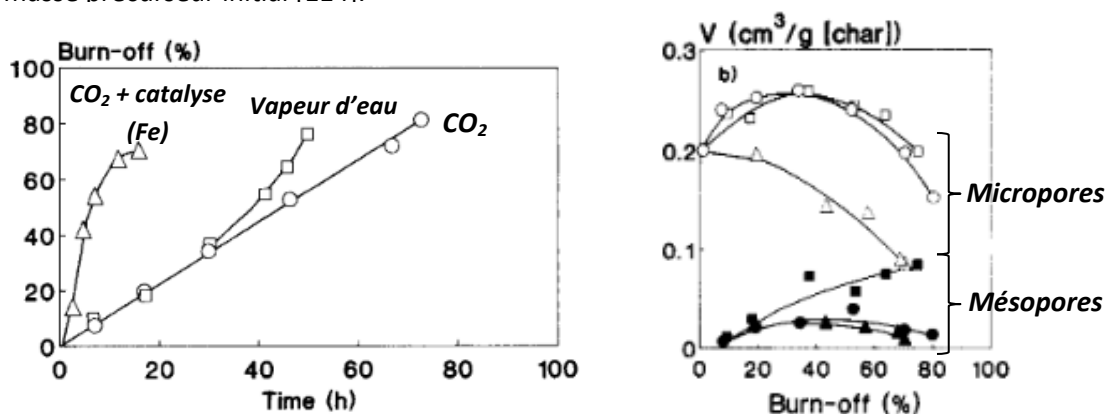 masse précurseur initial (114).
Burn-off (%)
100
80
60
40
20
0
CO₂ + catalyse
(Fe)
Vapeur d'eau
CO₂
0 20 40 60 80 100
Time (h)
V (cm³/g [char])
0.3
b)
0.2
0.1
0
Micropores
Mésopores
0 20 40 60 80 100
Burn-off (%)